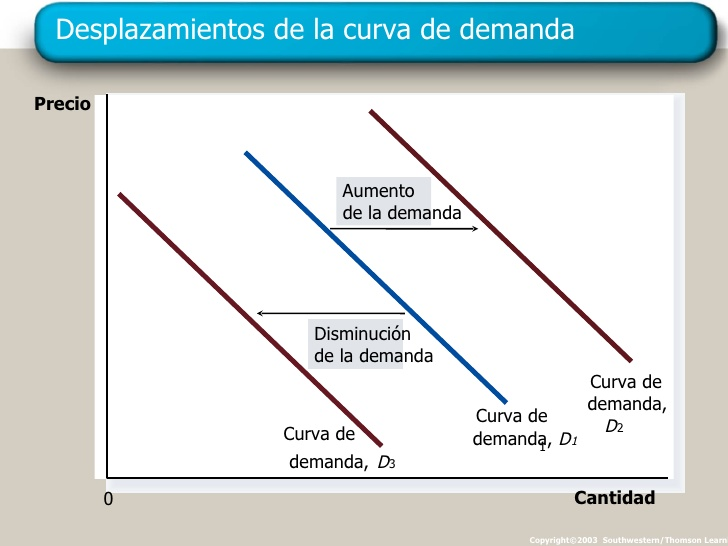 Desplazamientos de la curva de demanda
Precio
Aumento
de la demanda
Disminución
de la demanda
Curva de
demanda, D2
Curva de
demanda, D1
1
Curva de
demanda, D3
0
Cantidad
Copyright©2003 Southwestern/Thomson Learn